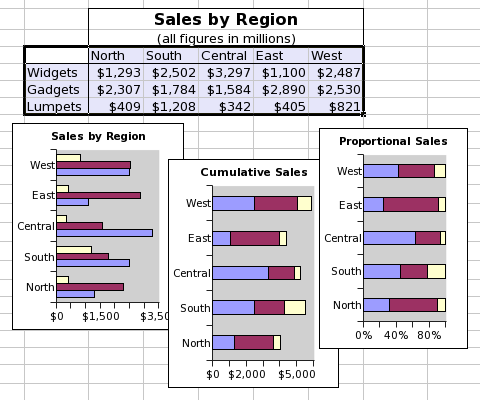 Sales by Region
(all figures in millions)
North South Central East West
Widgets $1,293 $2,502 $3,297 $1,100 $2,487
Gadgets $2,307 $1,784 $1,584 $2,890 $2,530
Lumpets $409 $1,208 $342 $405 $821
Sales by Region
West
East
Central
South
North
$0 $1,500 $3,50
Cumulative Sales
West
East
Central
South
North
$0 $2,000 $5,000
Proportional Sales
West
East
Central
South
North
0% 40% 80%